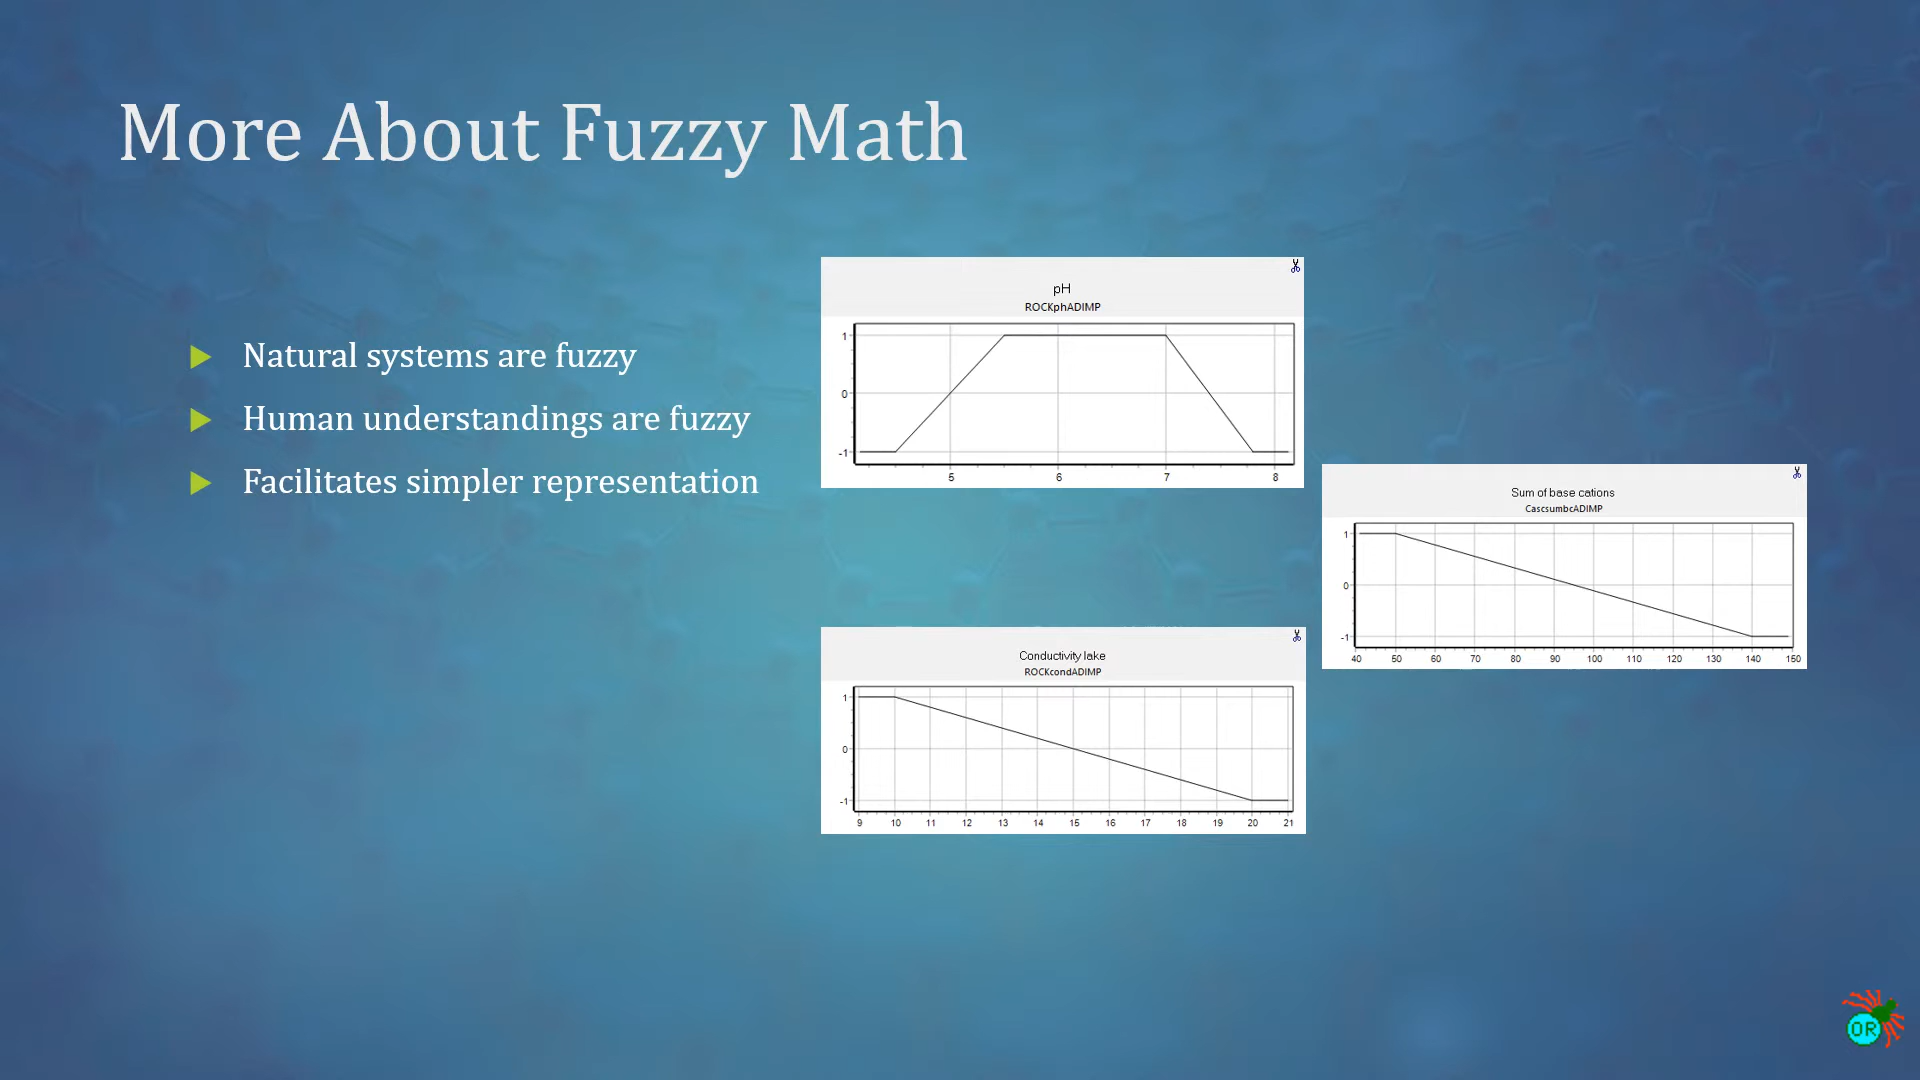 More About Fuzzy Math
Natural systems are fuzzy
Human understandings are fuzzy
Facilitates simpler representation
pH
ROCKphADIMP
1
0
-1
5 6 7 8
Sum of base cations
CascsumbcADIMP
1
0
-1
40 50 60 70 80 90 100 110 120 130 140 150
Conductivity lake
ROCKcondADIMP
1
0
-1
9 10 11 12 13 14 15 16 17 18 19 20 21
OR